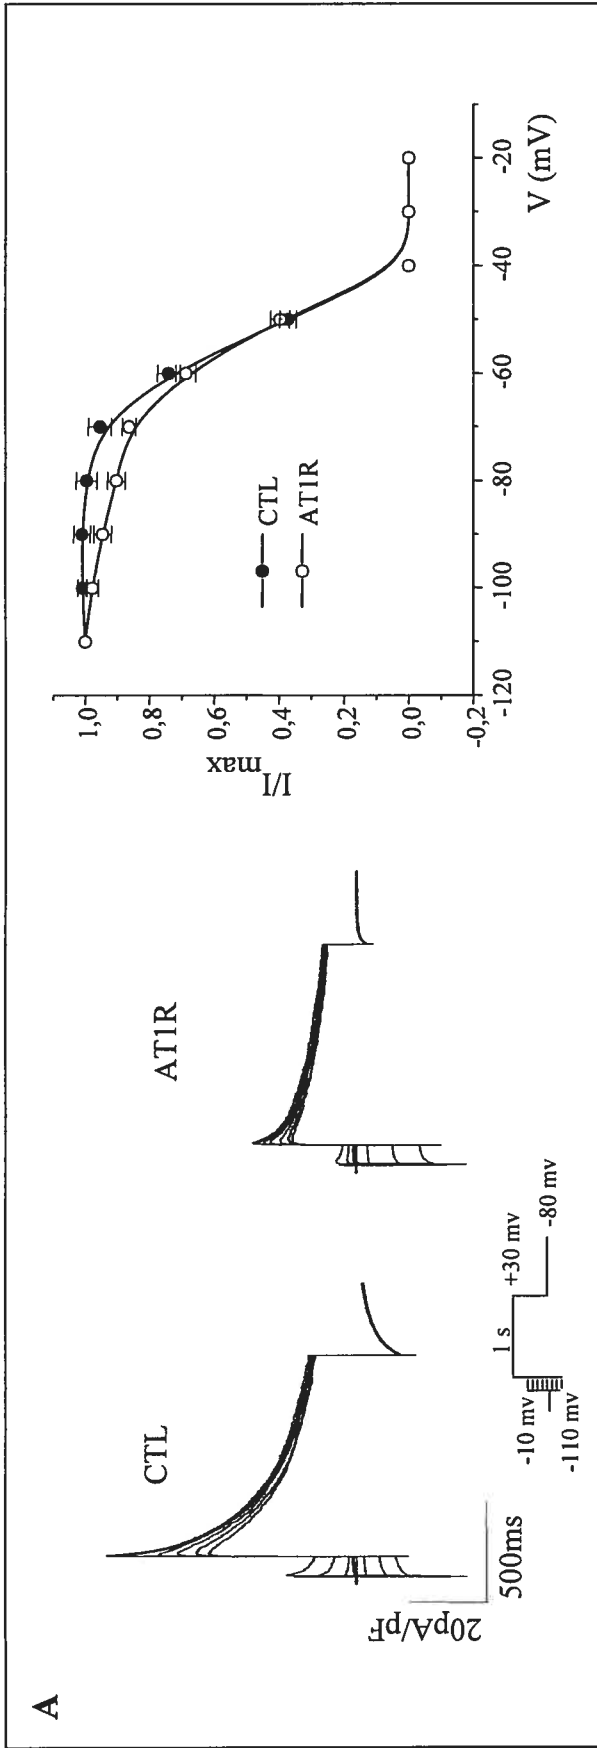 A
CTL
AT1R
20pA/pF
500ms
-10 mv
-110 mv
1 s
+30 mv
-80 mv
I/Imax
1,0
0,8
0,6
0,4
0,2
0,0
-0,2
-120
-100
-80
-60
-40
-20
V (mV)
CTL
AT1R